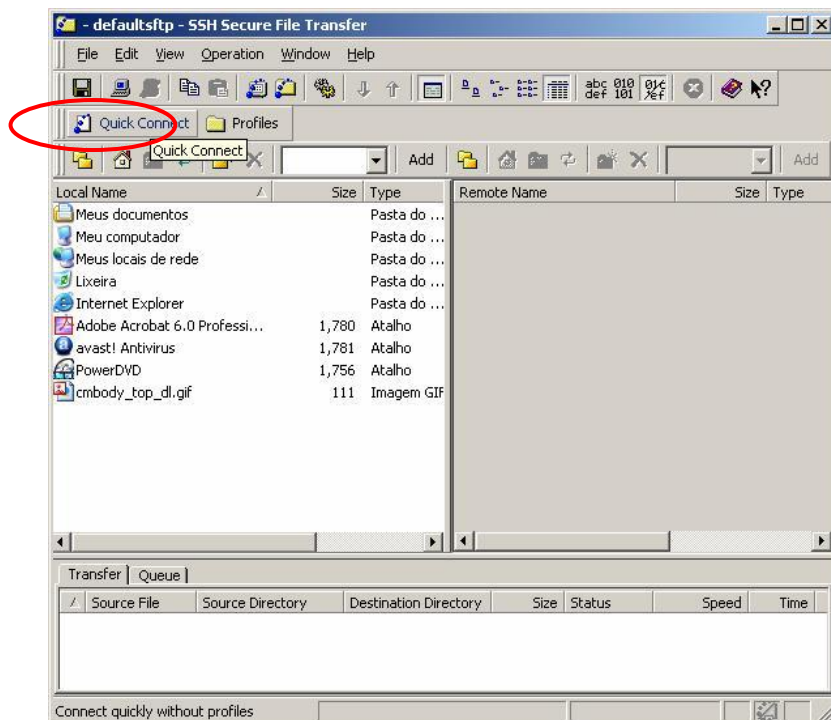 - defaultsftp - SSH Secure File Transfer
File Edit View Operation Window Help
abc def 010 101
Quick Connect Profiles
Quick Connect
Add Add
Local Name Size Type Remote Name Size Type
Meus documentos Pasta do ...
Meu computador Pasta do ...
Meus locais de rede Pasta do ...
Lixeira Pasta do ...
Internet Explorer Pasta do ...
Adobe Acrobat 6.0 Professi... 1,780 Atalho
avast! Antivirus 1,781 Atalho
PowerDVD 1,756 Atalho
cmbody_top_dl.gif 111 Imagem GIF
Transfer Queue
/ Source File Source Directory Destination Directory Size Status Speed Time
Connect quickly without profiles